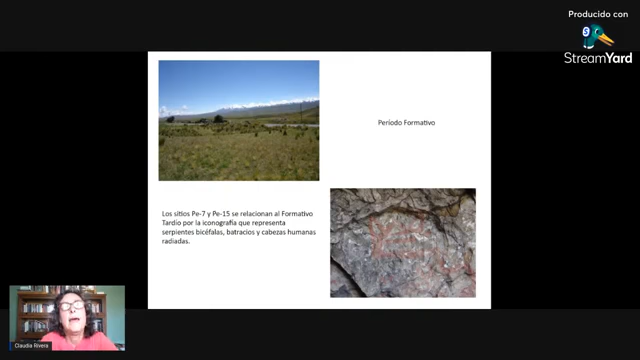 Producido con
StreamYard
Período Formativo
Los sitios Pe-7 y Pe-15 se relacionan al Formativo
Tardío por la iconografía que representa
serpientes bicéfalas, batracios y cabezas humanas
radiadas.
Claudia Rivera